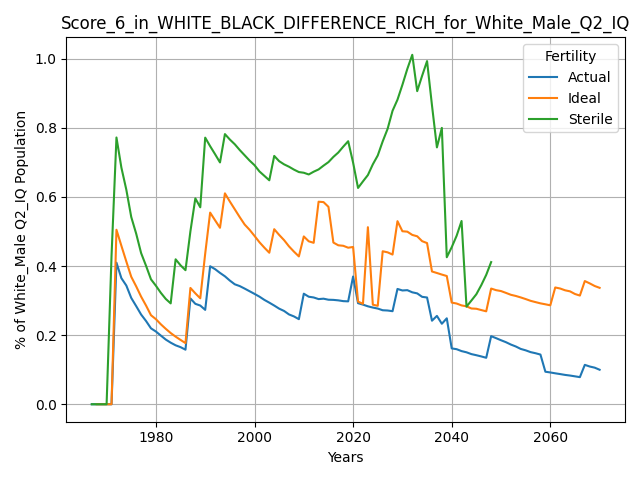 Score_6_in_WHITE_BLACK_DIFFERENCE_RICH_for_White_Male_Q2_IQ
Fertility
Actual
Ideal
Sterile
% of White_Male Q2_IQ Population
1.0
0.8
0.6
0.4
0.2
0.0
1980 2000 2020 2040 2060
Years